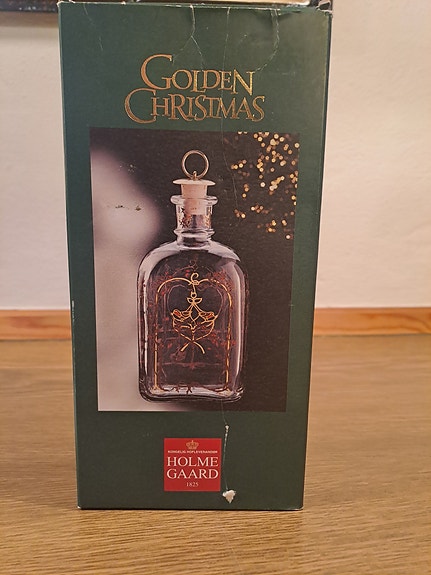 GOLDEN
CHRISTMAS
KONGELIG HOFLEVERANDØR
HOLME
GAARD
1825